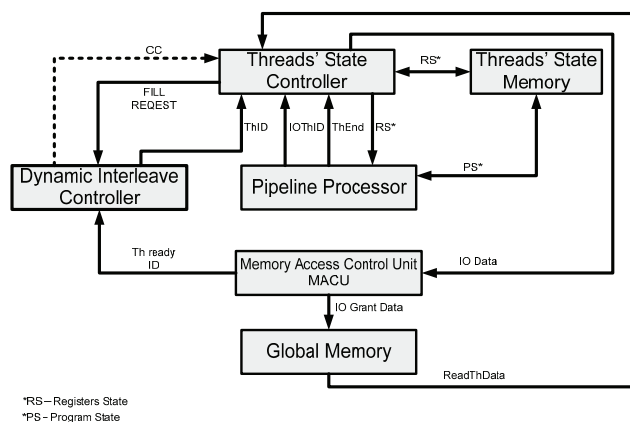 CC
Threads' State
Controller
RS*
Threads' State
Memory
FILL
REQEST
ThID
IOThID
ThEnd
RS*
Dynamic Interleave
Controller
Pipeline Processor
PS*
Th ready
ID
Memory Access Control Unit
MACU
IO Data
IO Grant Data
Global Memory
ReadThData
*RS – Registers State
*PS – Program State